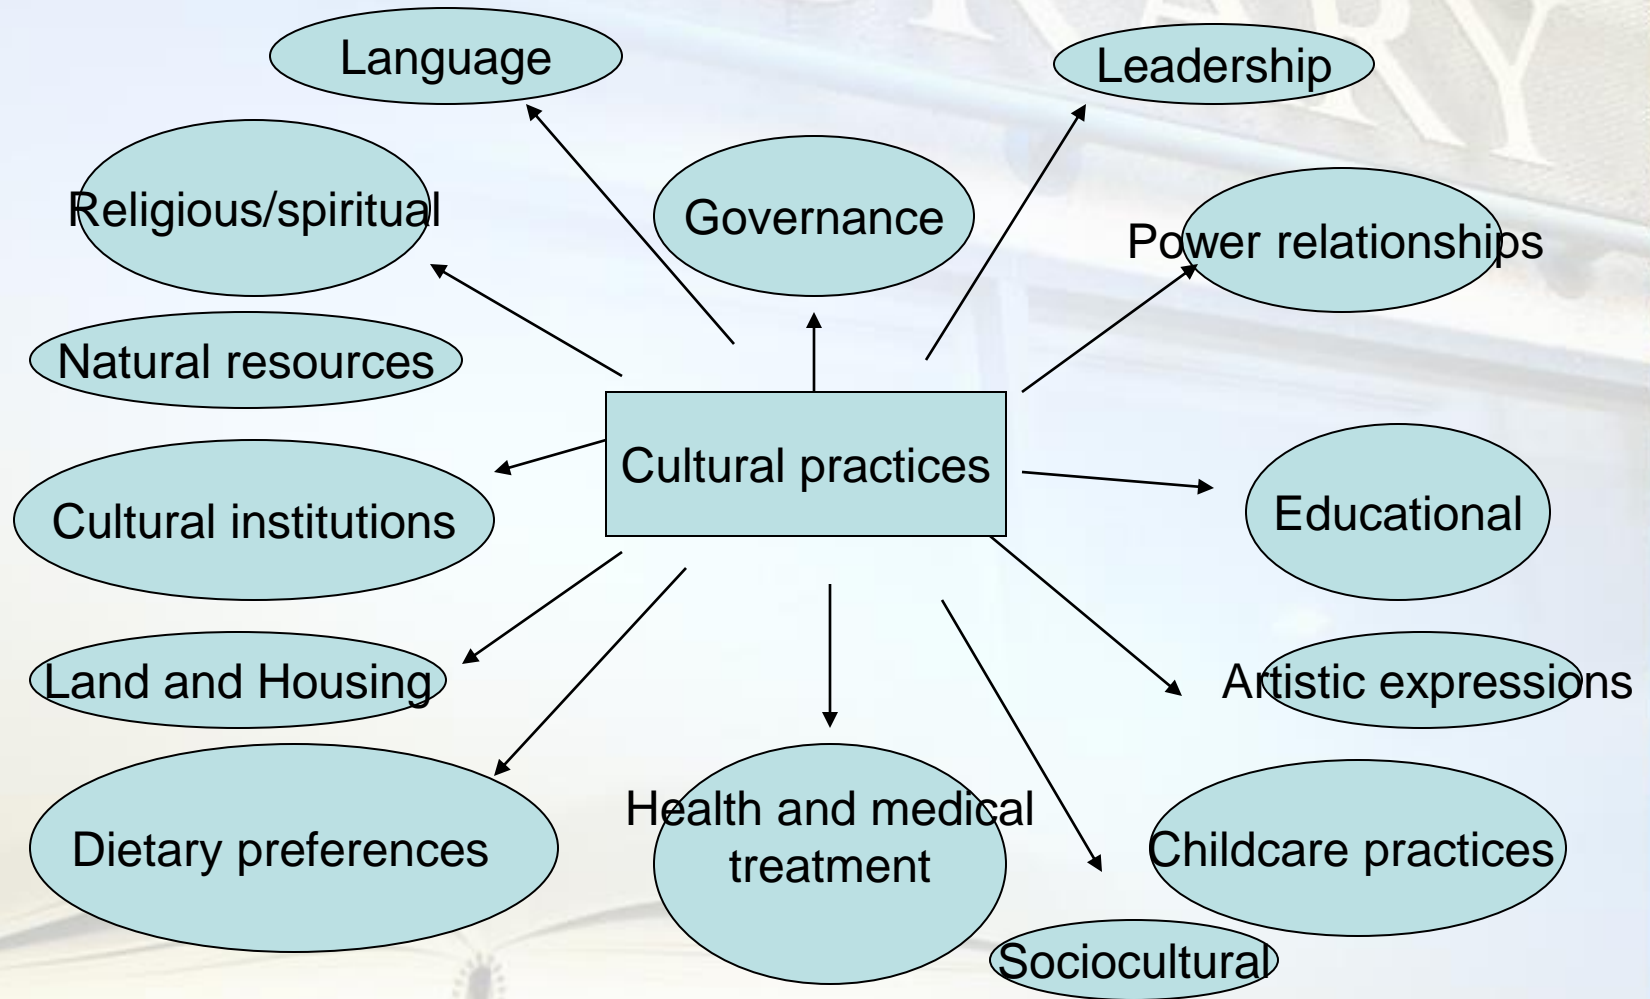 Language
Leadership
Religious/spiritual
Governance
Power relationships
Natural resources
Cultural practices
Cultural institutions
Educational
Land and Housing
Artistic expressions
Dietary preferences
Health and medical
treatment
Childcare practices
Sociocultural